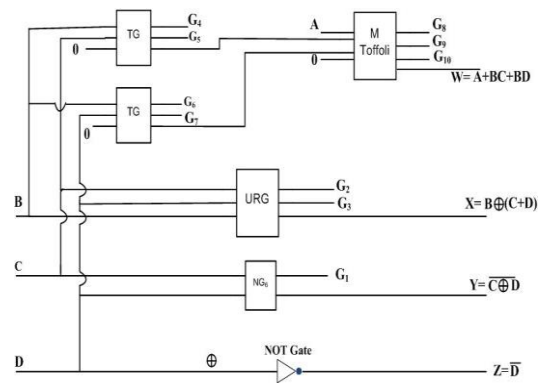 G4
TG
G5
0
A
M
Toffoli
G8
G9
0
G10
W= A̅+BC+BD
G6
TG
G7
0
G2
URG
G3
B
X= B⊕(C+D)
C
NG6
G1
Y= C̅⊕̅D̅
NOT Gate
D
⊕
Z=D̅